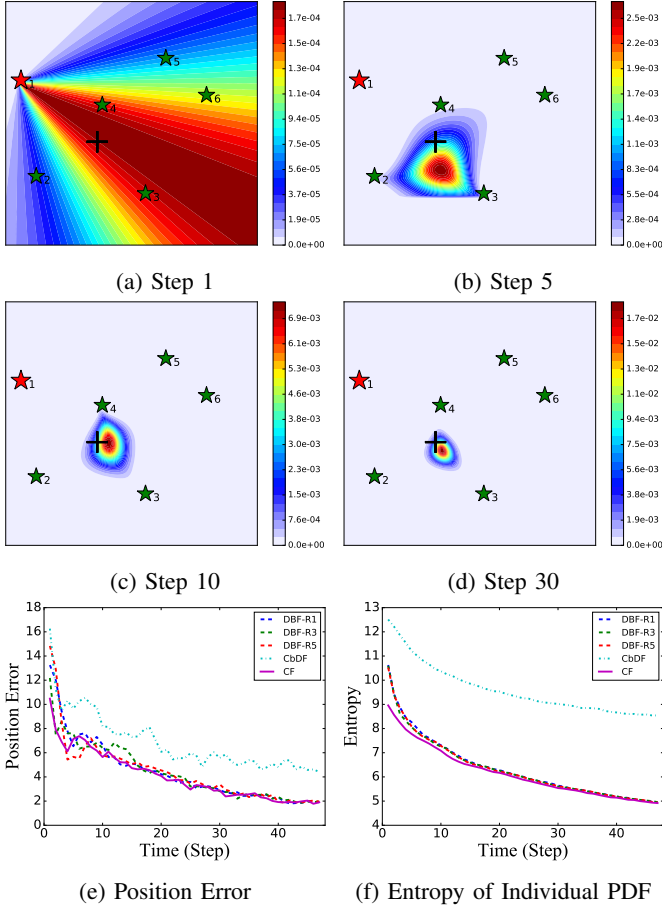 1.7e-04
1.5e-04
1.3e-04
1.1e-04
9.5e-05
7.6e-05
5.7e-05
3.8e-05
1.9e-05
0.0e+00
1
5
6
4
2
3
(a) Step 1
2.6e-03
2.3e-03
2.0e-03
1.7e-03
1.4e-03
1.2e-03
8.7e-04
5.8e-04
2.9e-04
0.0e+00
1
5
6
4
2
3
(b) Step 5
6.9e-03
6.1e-03
5.3e-03
4.6e-03
3.8e-03
3.0e-03
2.3e-03
1.5e-03
7.6e-04
0.0e+00
1
5
6
4
2
3
(c) Step 10
1.7e-02
1.5e-02
1.3e-02
1.1e-02
9.7e-03
7.8e-03
5.8e-03
3.9e-03
1.9e-03
0.0e+00
1
5
6
4
2
3
(d) Step 30
18
16
14
12
10
8
6
4
2
0
Position Error
DBF-R1
DBF-R3
DBF-R5
CbDF
CF
0 10 20 30 40
Time (Step)
(e) Position Error
13
12
11
10
9
8
7
6
5
4
Entropy
DBF-R1
DBF-R3
DBF-R5
CbDF
CF
0 10 20 30 40
Time (Step)
(f) Entropy of Individual PDF